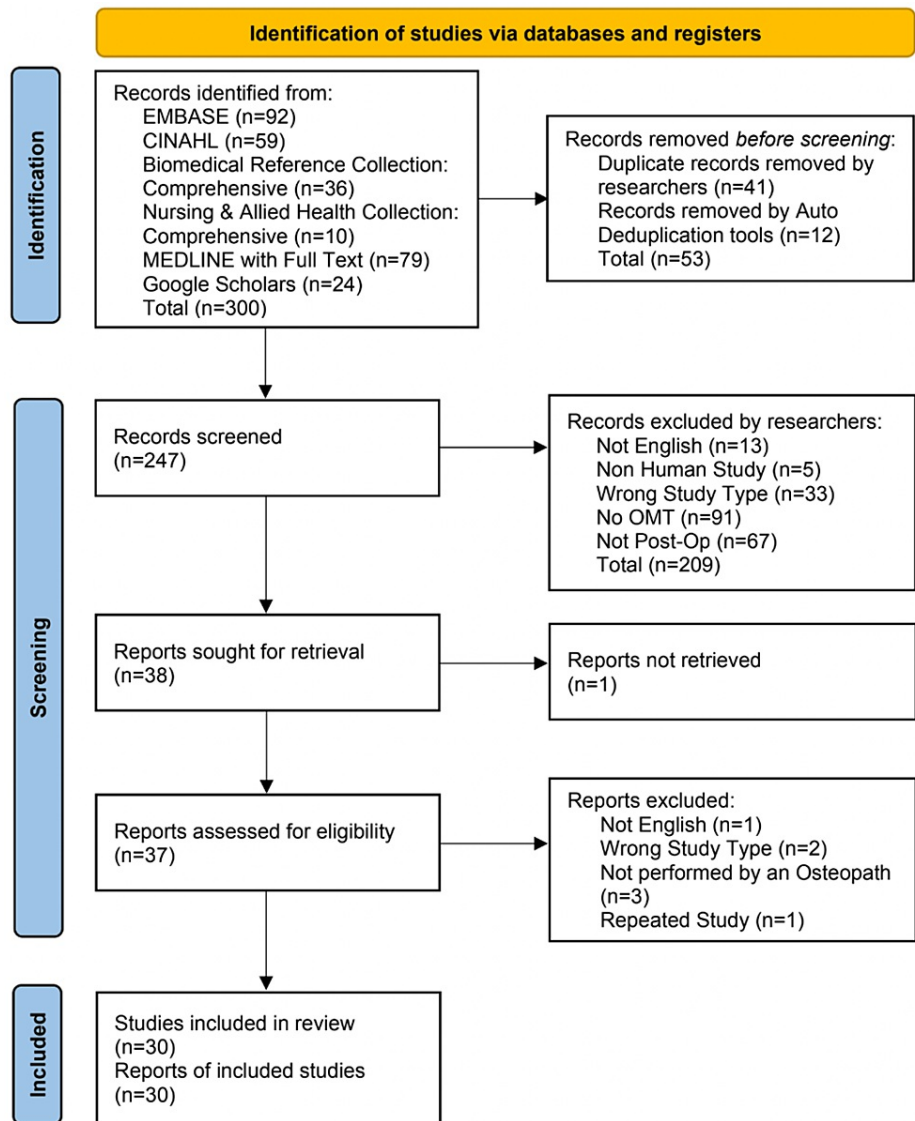 Identification of studies via databases and registers
Identification
Records identified from:
EMBASE (n=92)
CINAHL (n=59)
Biomedical Reference Collection:
Comprehensive (n=36)
Nursing & Allied Health Collection:
Comprehensive (n=10)
MEDLINE with Full Text (n=79)
Google Scholars (n=24)
Total (n=300)
Records removed before screening:
Duplicate records removed by
researchers (n=41)
Records removed by Auto
Deduplication tools (n=12)
Total (n=53)
Screening
Records screened
(n=247)
Records excluded by researchers:
Not English (n=13)
Non Human Study (n=5)
Wrong Study Type (n=33)
No OMT (n=91)
Not Post-Op (n=67)
Total (n=209)
Reports sought for retrieval
(n=38)
Reports not retrieved
(n=1)
Reports assessed for eligibility
(n=37)
Reports excluded:
Not English (n=1)
Wrong Study Type (n=2)
Not performed by an Osteopath
(n=3)
Repeated Study (n=1)
Included
Studies included in review
(n=30)
Reports of included studies
(n=30)